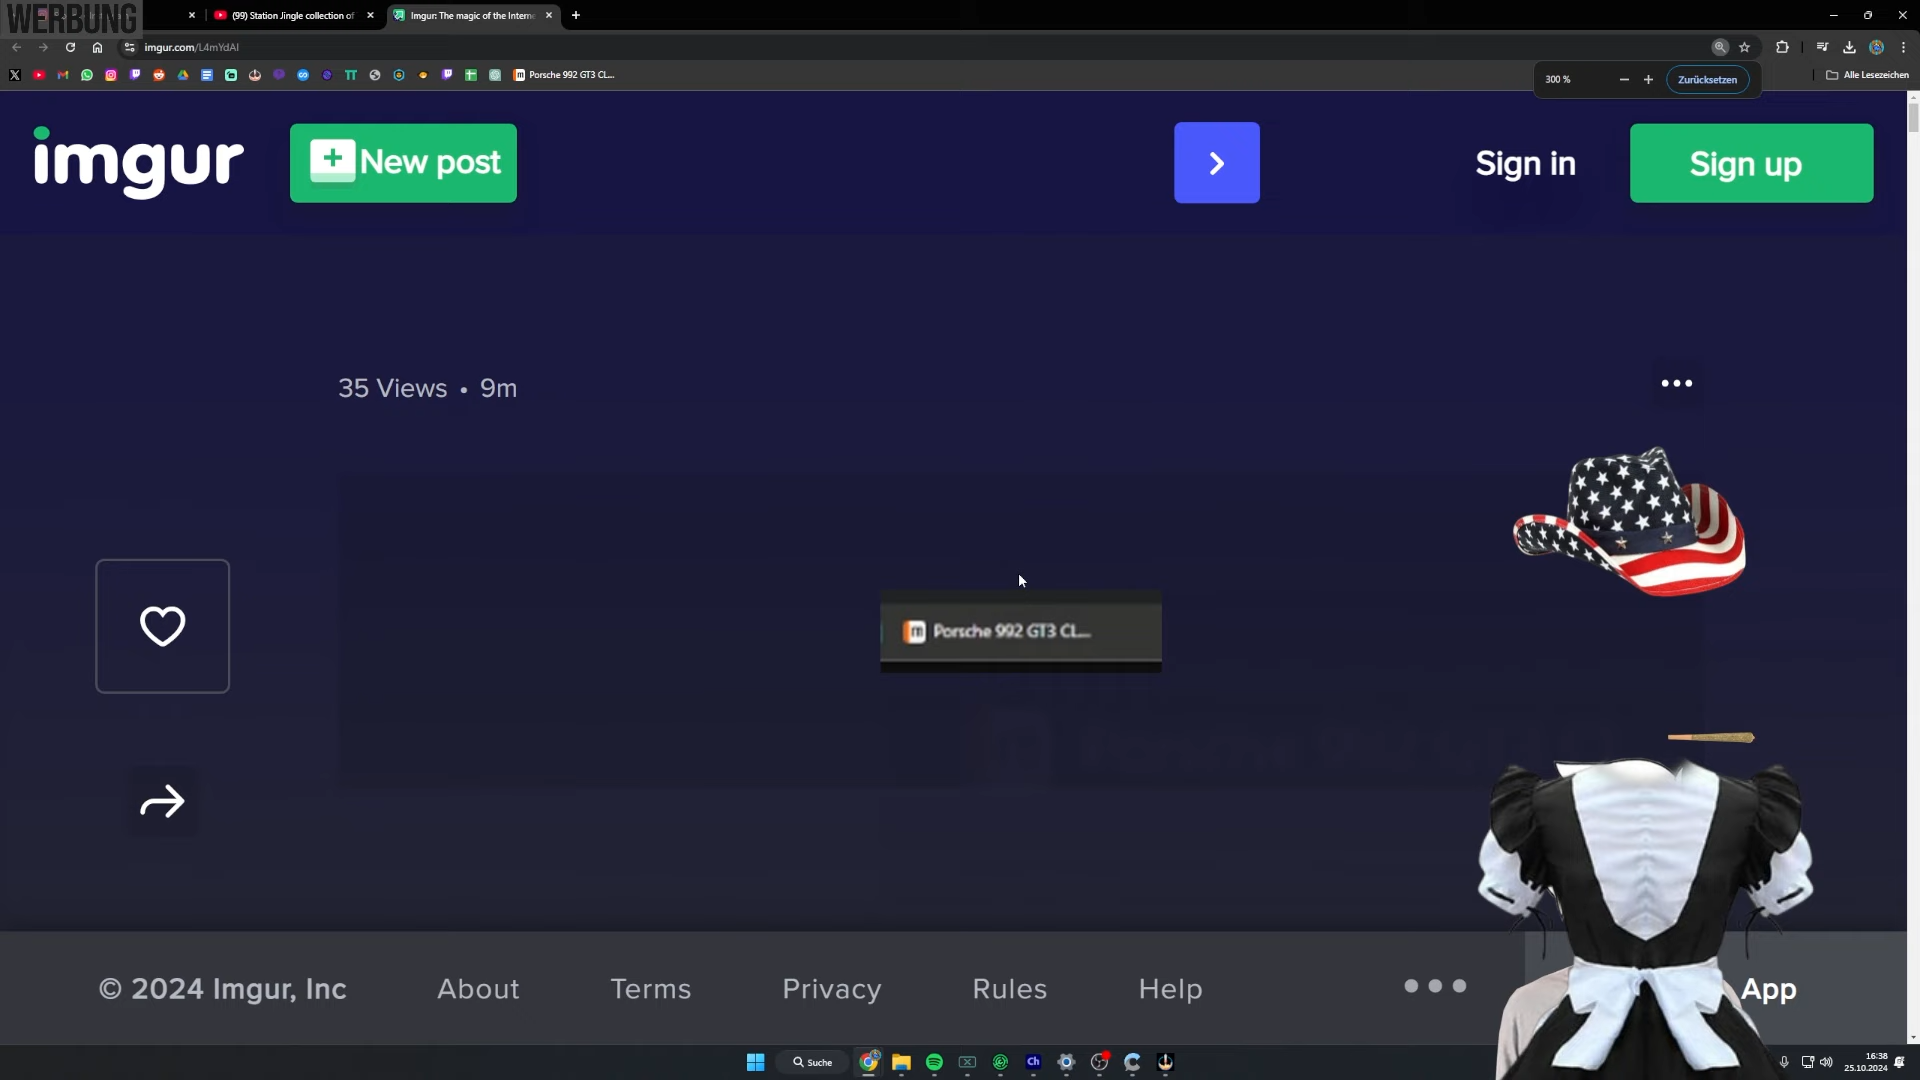 WERBUNG
(99) Station Jingle collection of
Imgur: The magic of the Interne
imgur.com/L4mYdAI
Porsche 992 GT3 CL...
Alle Lesezeichen
300 %
Zurücksetzen
imgur
New post
Sign in
Sign up
35 Views • 9m
Porsche 992 GT3 CL...
© 2024 Imgur, Inc
About
Terms
Privacy
Rules
Help
App
Suche
Ch
16:38
25.10.2024